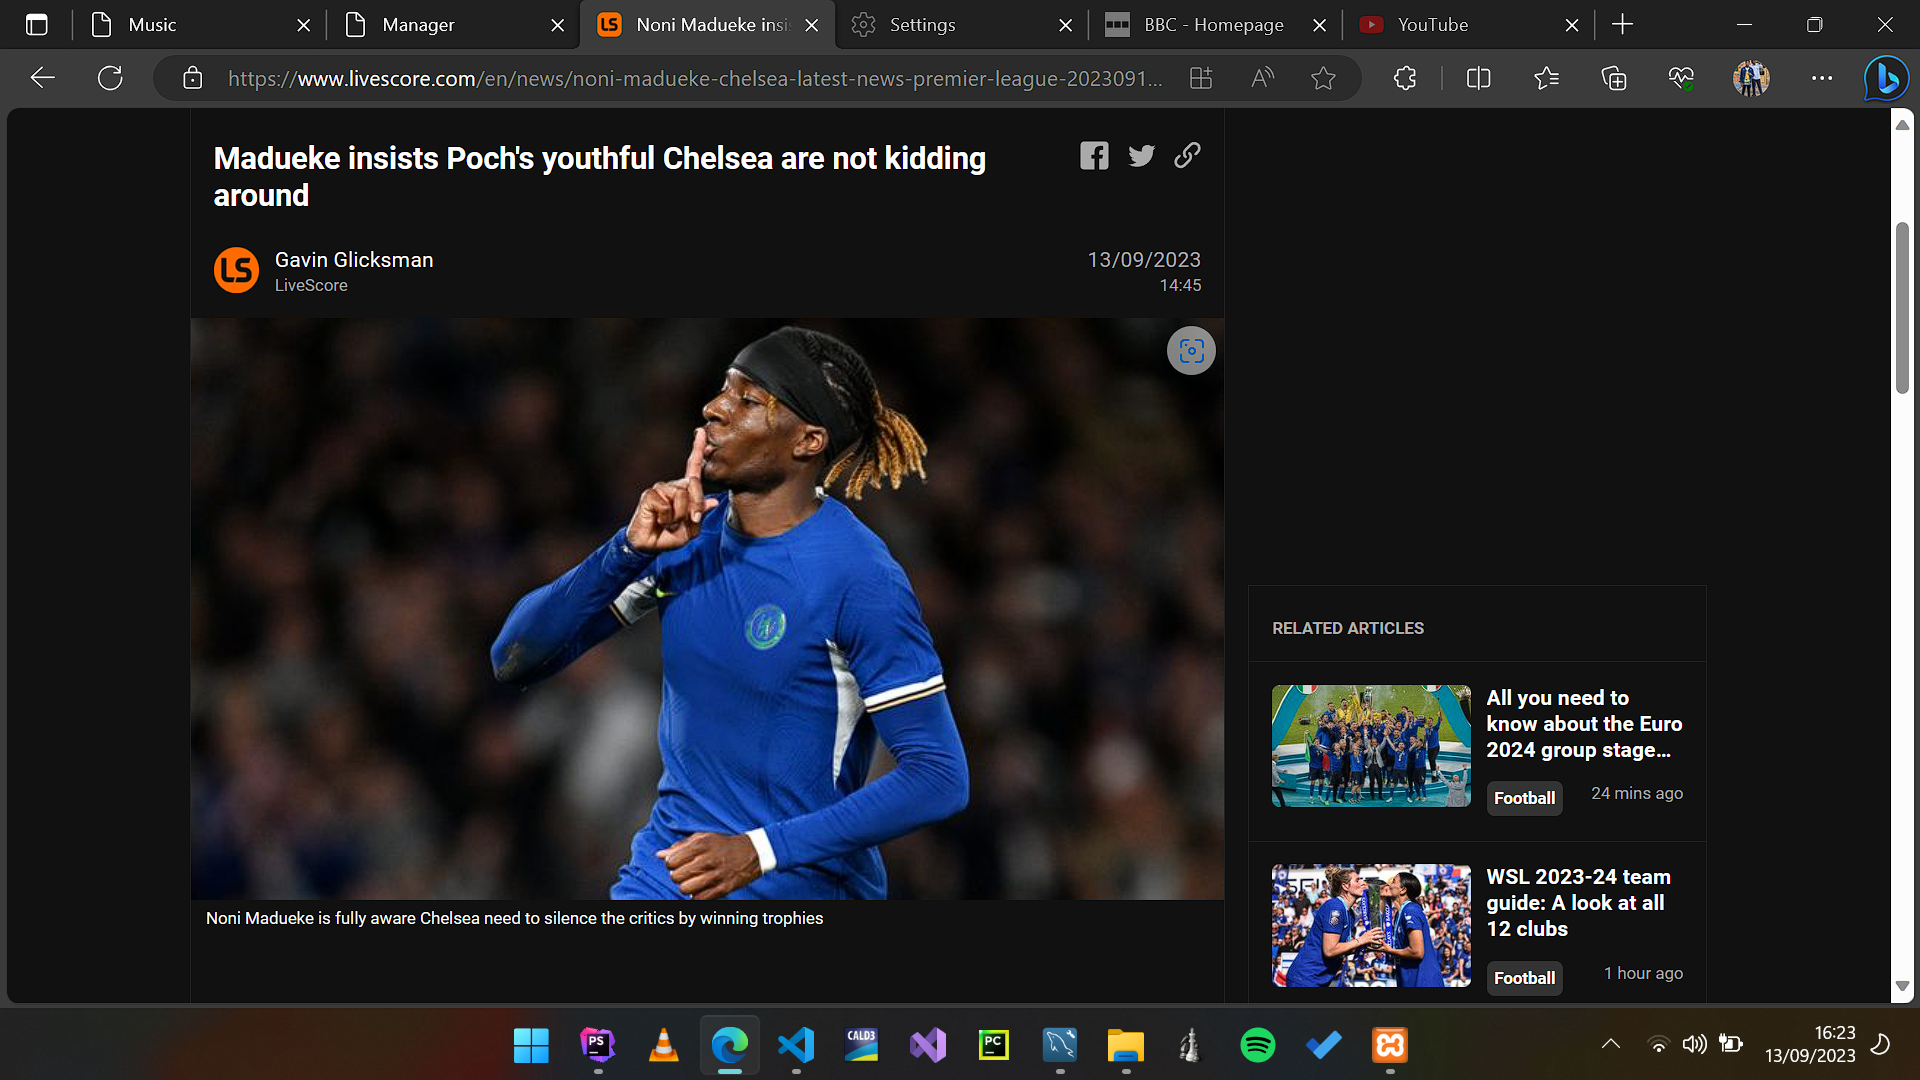 Music
Manager
Noni Madueke insi
Settings
BBC - Homepage
YouTube
https://www.livescore.com/en/news/noni-madueke-chelsea-latest-news-premier-league-2023091...
Madueke insists Poch's youthful Chelsea are not kidding
around
LS
Gavin Glicksman
LiveScore
13/09/2023
14:45
Noni Madueke is fully aware Chelsea need to silence the critics by winning trophies
RELATED ARTICLES
All you need to
know about the Euro
2024 group stage...
Football
24 mins ago
WSL 2023-24 team
guide: A look at all
12 clubs
Football
1 hour ago
PS
CALD3
PC
16:23
13/09/2023